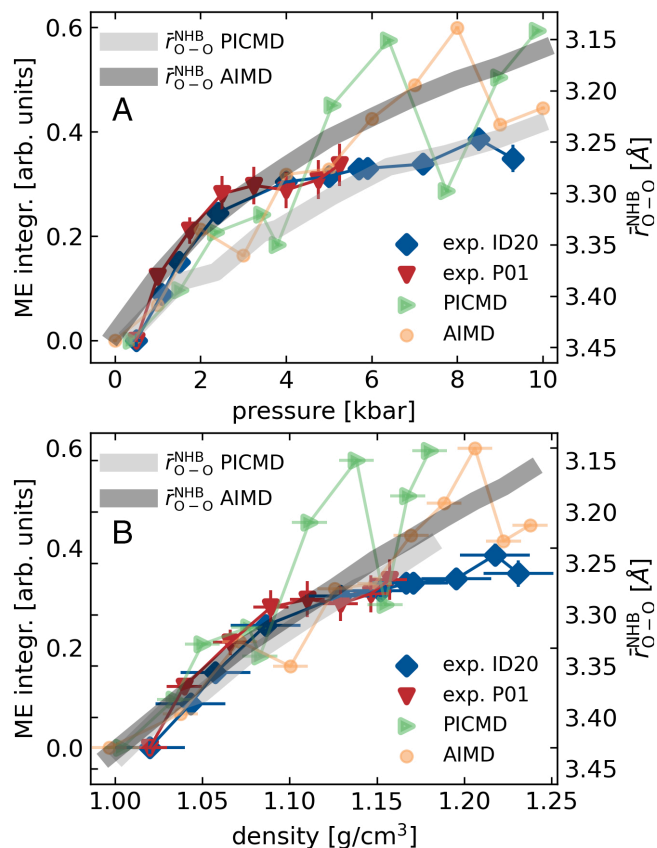 0.6
0.4
0.2
0.0
ME integr. [arb. units]
r̄ᴺᴴᴮ_O−O PICMD
r̄ᴺᴴᴮ_O−O AIMD
A
exp. ID20
exp. P01
PICMD
AIMD
3.15
3.20
3.25
3.30
3.35
3.40
3.45
r̄ᴺᴴᴮ_O−O [Å]
0 2 4 6 8 10
pressure [kbar]
0.6
0.4
0.2
0.0
ME integr. [arb. units]
r̄ᴺᴴᴮ_O−O PICMD
r̄ᴺᴴᴮ_O−O AIMD
B
exp. ID20
exp. P01
PICMD
AIMD
3.15
3.20
3.25
3.30
3.35
3.40
3.45
r̄ᴺᴴᴮ_O−O [Å]
1.00 1.05 1.10 1.15 1.20 1.25
density [g/cm³]